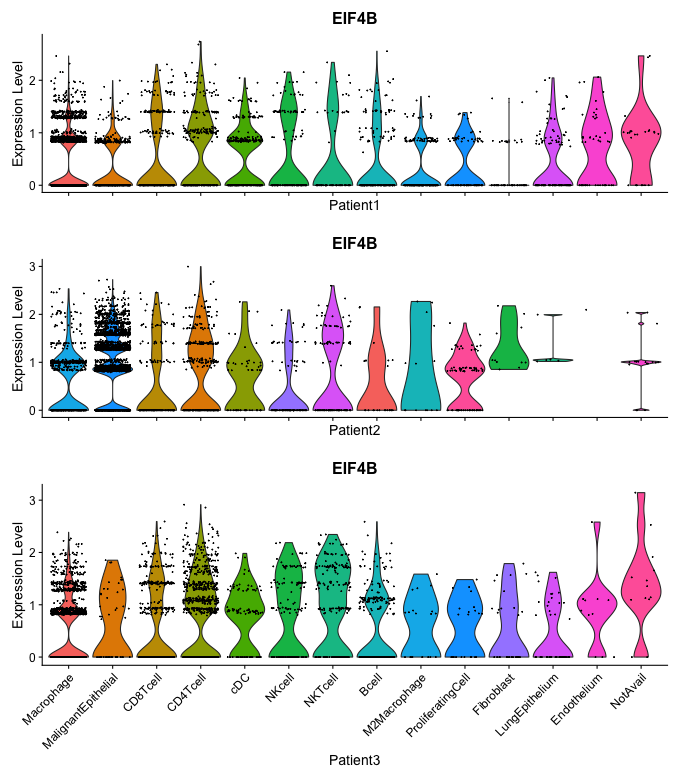 EIF4B
Expression Level
2
1
0
Patient1
EIF4B
Expression Level
3
2
1
0
Patient2
EIF4B
Expression Level
3
2
1
0
Macrophage
MalignantEpithelial
CD8Tcell
CD4Tcell
cDC
NKcell
NKTcell
Bcell
M2Macrophage
ProliferatingCell
Fibroblast
LungEpithelium
Endothelium
NotAvail
Patient3